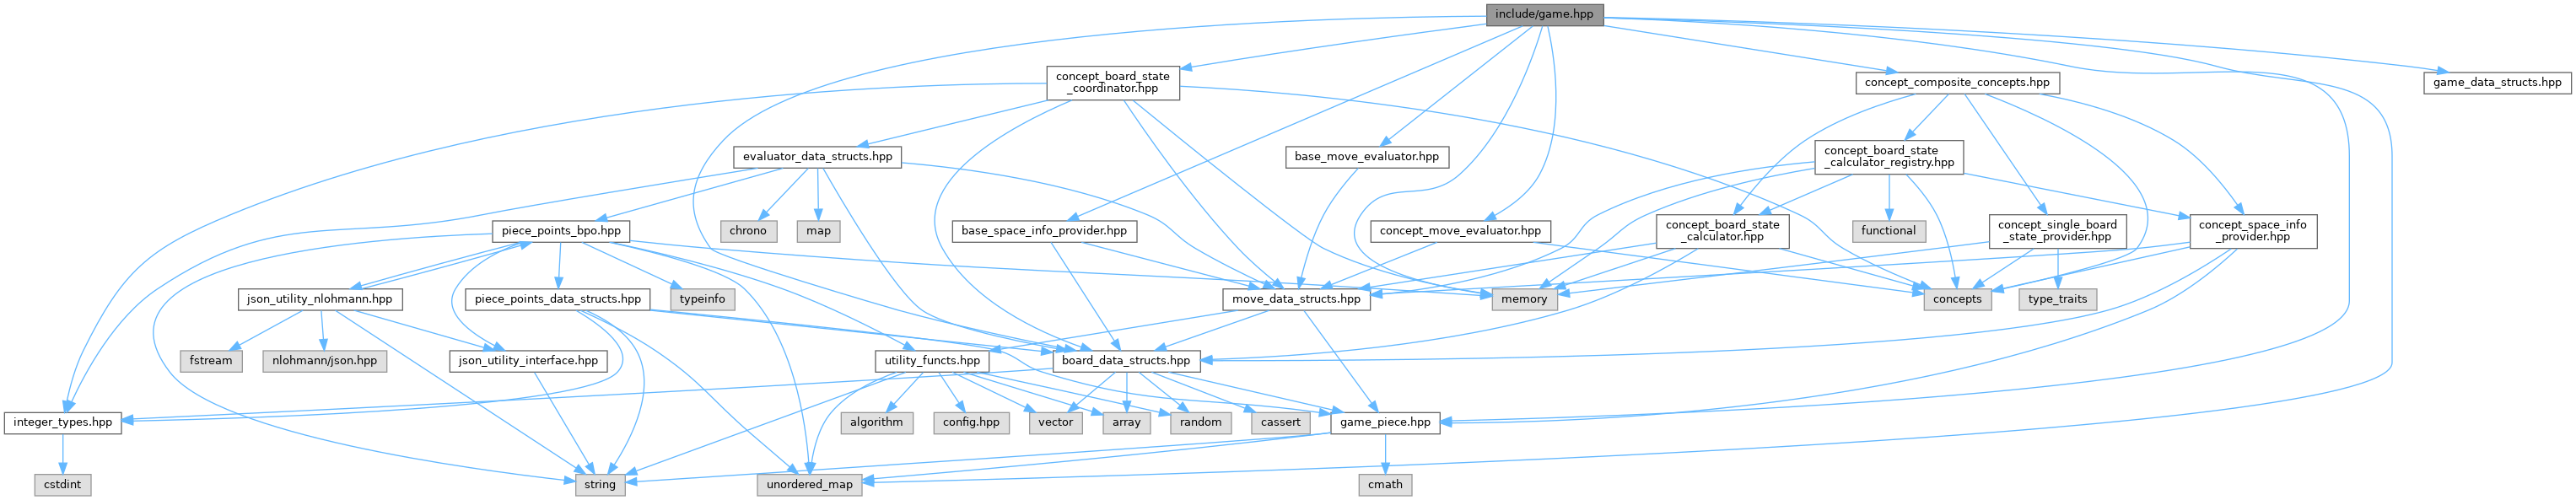 include/game.hpp
concept_board_state
_coordinator.hpp
concept_composite_concepts.hpp
game_data_structs.hpp
evaluator_data_structs.hpp
base_move_evaluator.hpp
concept_board_state
_calculator_registry.hpp
piece_points_bpo.hpp
chrono
map
base_space_info_provider.hpp
concept_move_evaluator.hpp
concept_board_state
_calculator.hpp
functional
concept_single_board
_state_provider.hpp
concept_space_info
_provider.hpp
json_utility_nlohmann.hpp
piece_points_data_structs.hpp
typeinfo
move_data_structs.hpp
memory
concepts
type_traits
fstream
nlohmann/json.hpp
json_utility_interface.hpp
utility_functs.hpp
board_data_structs.hpp
integer_types.hpp
algorithm
config.hpp
vector
array
random
cassert
game_piece.hpp
cstdint
string
unordered_map
cmath